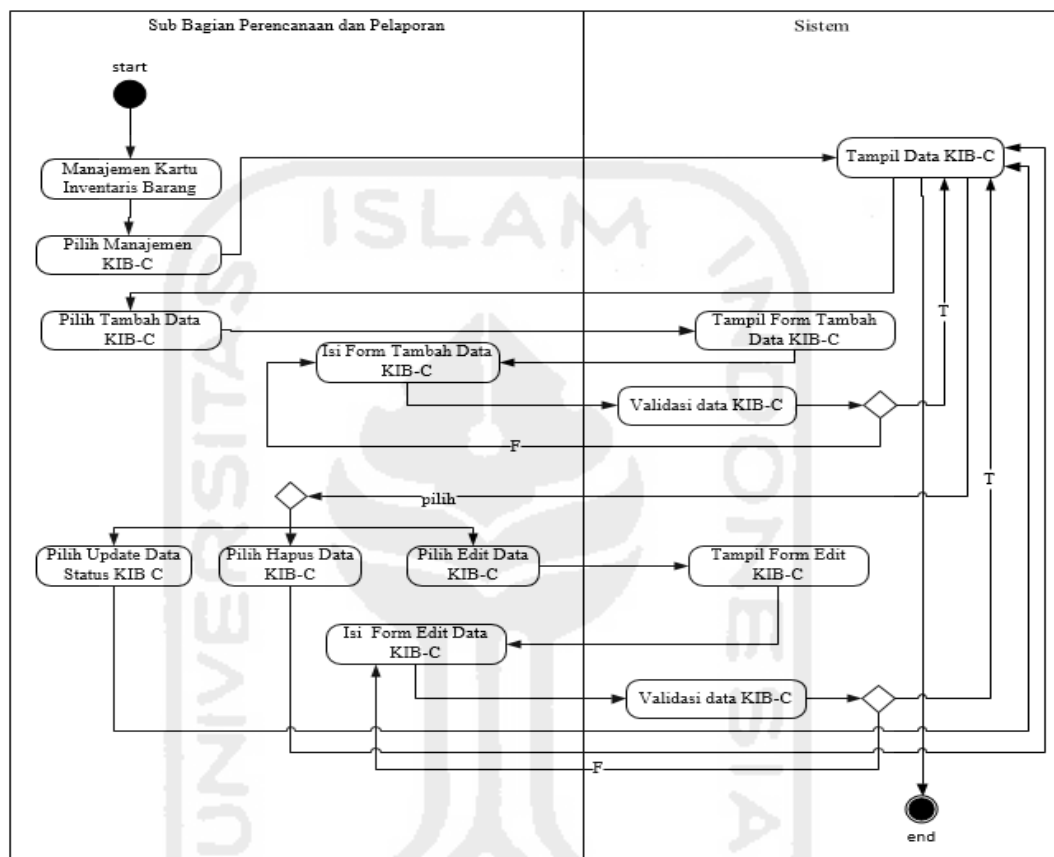 Sub Bagian Perencanaan dan Pelaporan
Sistem
start
Manajemen Kartu
Inventaris Barang
Tampil Data KIB-C
Pilih Manajemen
KIB-C
Pilih Tambah Data
KIB-C
Tampil Form Tambah
Data KIB-C
T
Isi Form Tambah Data
KIB-C
Validasi data KIB-C
F
T
pilih
Pilih Update Data
Status KIB C
Pilih Hapus Data
KIB-C
Pilih Edit Data
KIB-C
Tampil Form Edit
KIB-C
Isi Form Edit Data
KIB-C
Validasi data KIB-C
F
end
UNIVERSITAS
ISLAM
INDONESIA